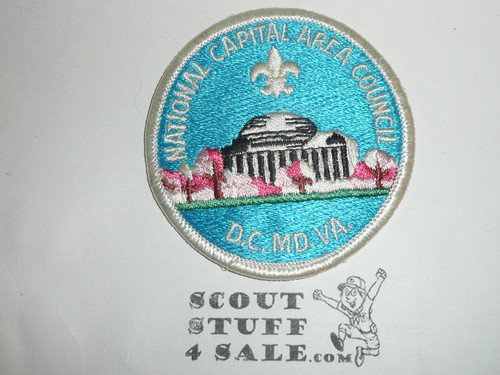 NATIONAL CAPITAL AREA COUNCIL
D.C. MD. VA.
SCOUT
STUFF
4 SALE.com